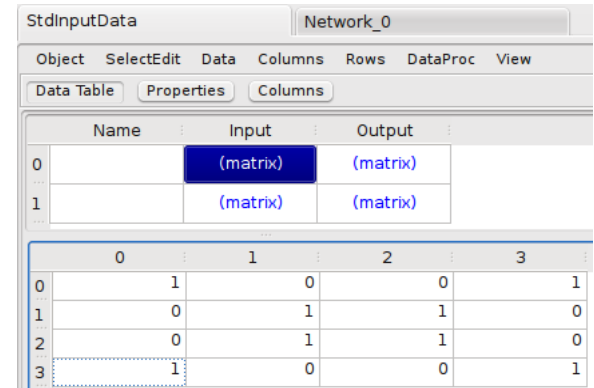 StdInputData Network_0
Object SelectEdit Data Columns Rows DataProc View
Data Table Properties Columns
Name Input Output
0 (matrix) (matrix)
1 (matrix) (matrix)
0 1 2 3
0 1 0 0 1
1 0 1 1 0
2 0 1 1 0
3 1 0 0 1